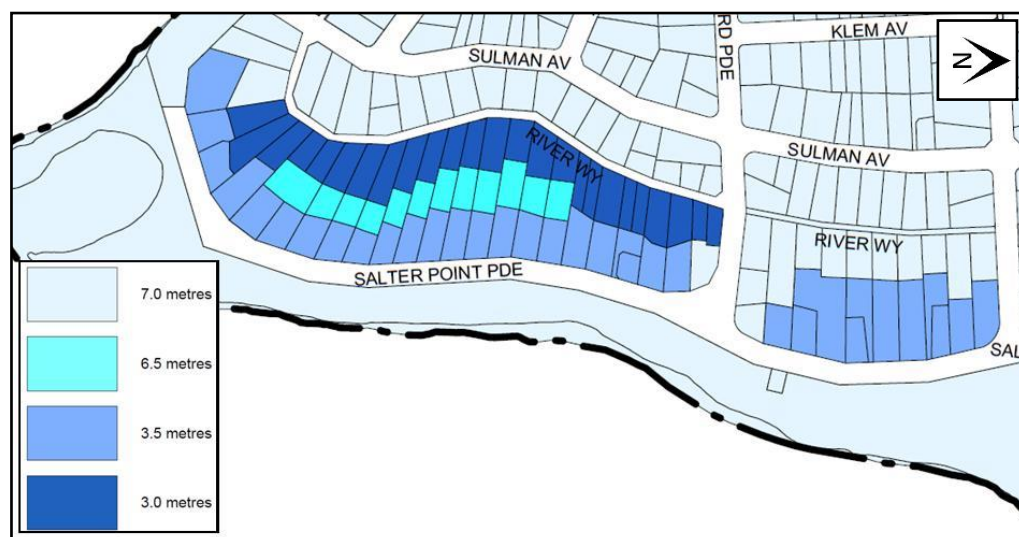 KLEM AV
SULMAN AV
RD PDE
N
RIVER WY
SULMAN AV
RIVER WY
SALTER POINT PDE
SAL
7.0 metres
6.5 metres
3.5 metres
3.0 metres